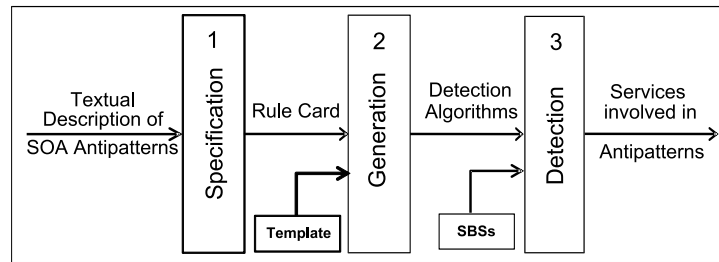 Textual
Description of
SOA Antipatterns
1
Specification
Rule Card
Template
2
Generation
Detection
Algorithms
SBSs
3
Detection
Services
involved in
Antipatterns